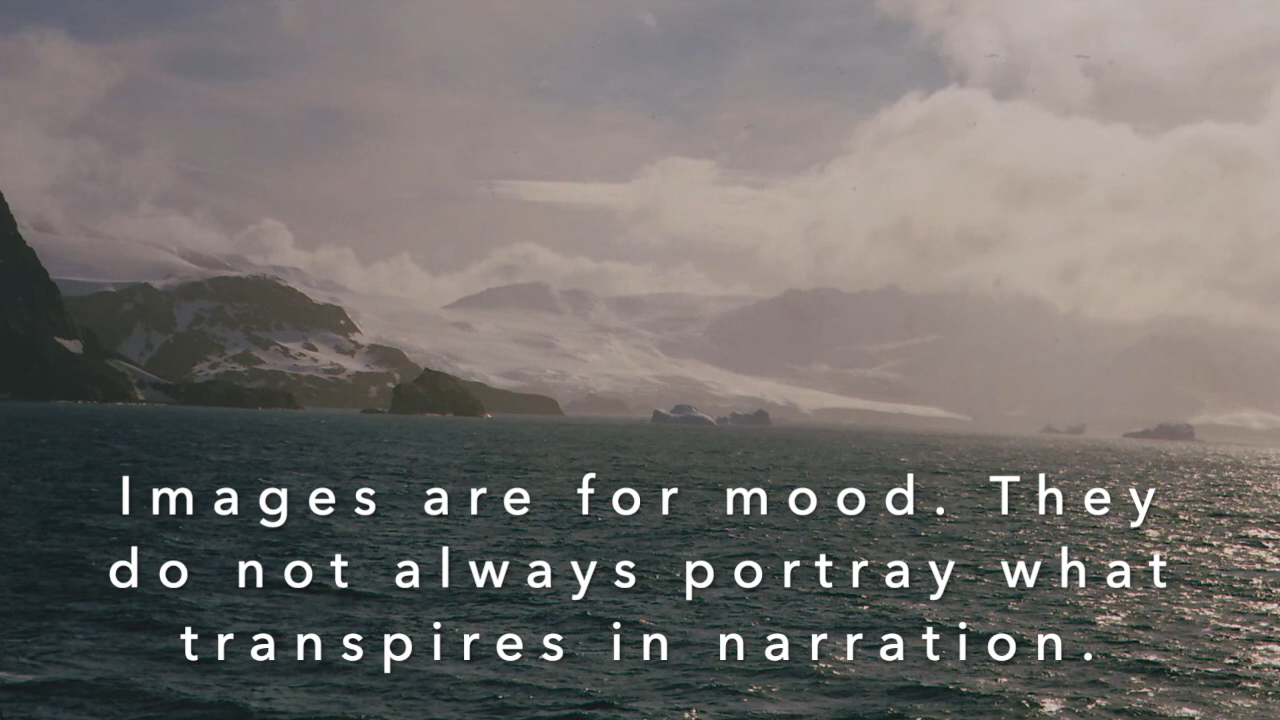 Images are for mood. They
do not always portray what
transpires in narration.